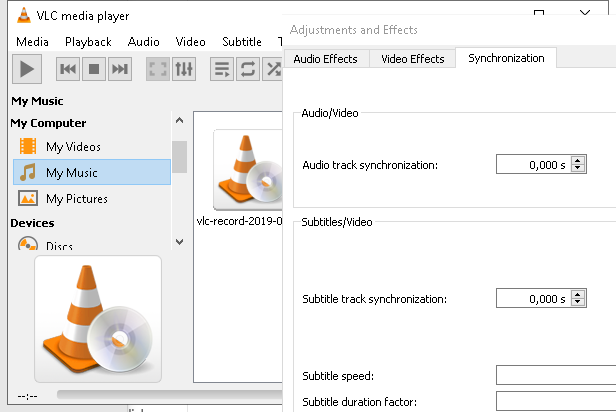 VLC media player
Media Playback Audio Video Subtitle
My Music
My Computer
My Videos
My Music
My Pictures
Devices
Discs
vlc-record-2019-0
--:--
Adjustments and Effects
Audio Effects Video Effects Synchronization
Audio/Video
Audio track synchronization: 0,000 s
Subtitles/Video
Subtitle track synchronization: 0,000 s
Subtitle speed:
Subtitle duration factor: